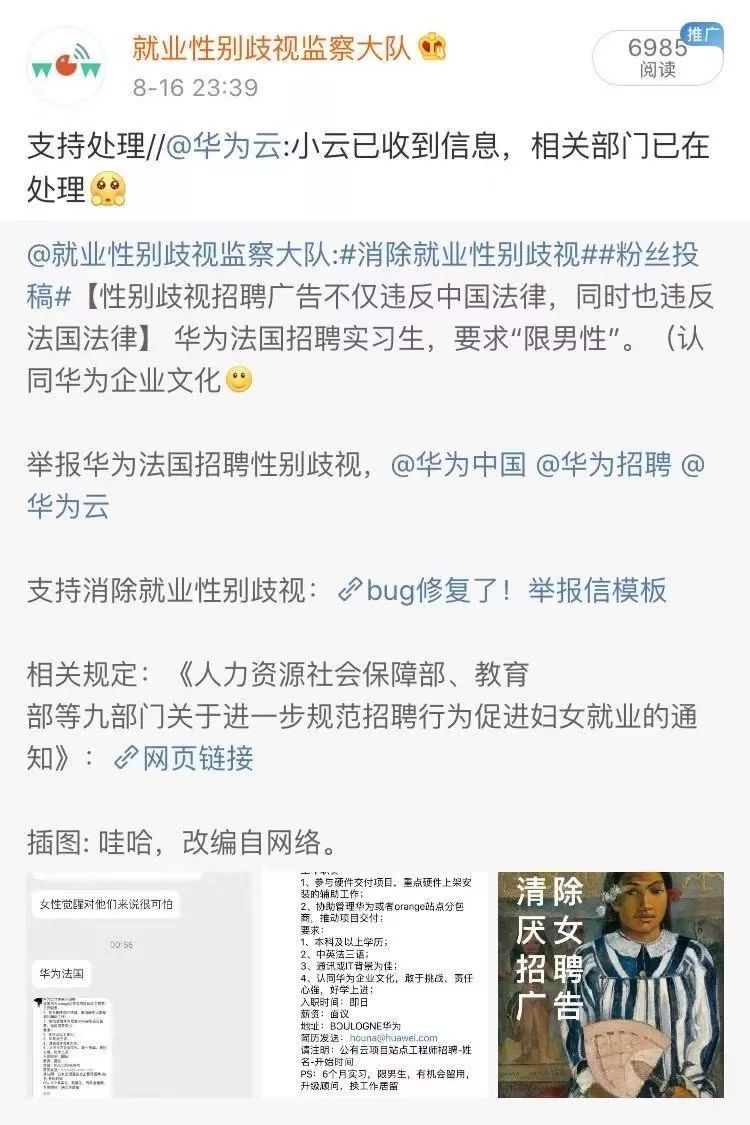 就业性别歧视监察大队
推广
8-16 23:39
6985
阅读
支持处理//@华为云:小云已收到信息，相关部门已在
处理
@就业性别歧视监察大队:#消除就业性别歧视##粉丝投
稿#【性别歧视招聘广告不仅违反中国法律，同时也违反
法国法律】 华为法国招聘实习生，要求“限男性”。（认
同华为企业文化
举报华为法国招聘性别歧视，@华为中国 @华为招聘 @
华为云
支持消除就业性别歧视：bug修复了！举报信模板
相关规定：《人力资源社会保障部、教育
部等九部门关于进一步规范招聘行为促进妇女就业的通
知》：网页链接
插图: 哇哈，改编自网络。
女性觉醒对他们来说很可怕
00:55
华为法国
1、参与硬件交付项目，重点硬件上架安
装的辅助工作；
2、协助管理华为或者orange站点分包
商，推动项目交付；
要求：
1、本科及以上学历；
2、中英法三语；
3、通讯或IT背景为佳；
4、认同华为企业文化，敢于挑战，责任
心强，好学上进；
入职时间：即日
薪资：面议
地址：BOULOGNE华为
简历发送：houna@huawei.com
请注明：公有云项目站点工程师招聘-姓
名-开始时间
PS：6个月实习，限男生，有机会留用，
升级顾问，换工作居留
清除
厌女
招聘
广告